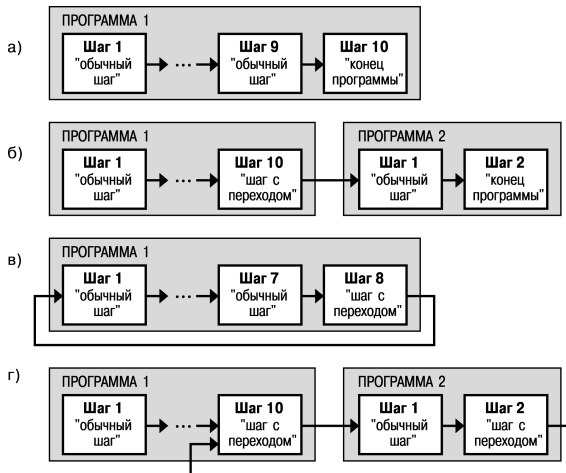 а)
ПРОГРАММА 1
Шаг 1
"обычный
шаг"
...
Шаг 9
"обычный
шаг"
Шаг 10
"конец
программы"
б)
ПРОГРАММА 1
Шаг 1
"обычный
шаг"
...
Шаг 10
"шаг с
переходом"
ПРОГРАММА 2
Шаг 1
"обычный
шаг"
Шаг 2
"конец
программы"
в)
ПРОГРАММА 1
Шаг 1
"обычный
шаг"
...
Шаг 7
"обычный
шаг"
Шаг 8
"шаг с
переходом"
г)
ПРОГРАММА 1
Шаг 1
"обычный
шаг"
...
Шаг 10
"шаг с
переходом"
ПРОГРАММА 2
Шаг 1
"обычный
шаг"
Шаг 2
"шаг с
переходом"